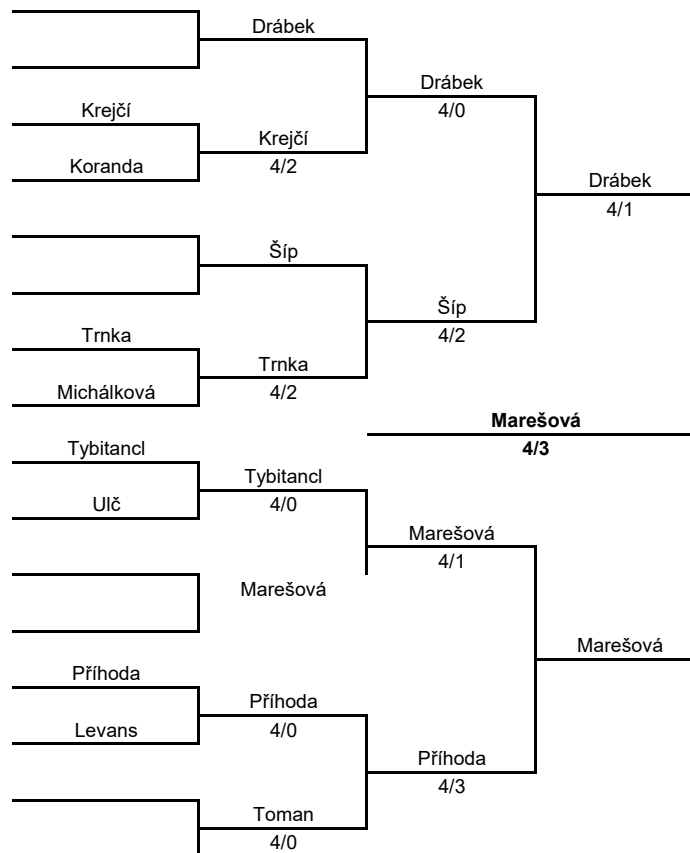 Drábek
Drábek
4/0
Krejčí
Krejčí
4/2
Koranda
Drábek
4/1
Šíp
Šíp
4/2
Trnka
Trnka
4/2
Michálková
Marešová
4/3
Tybitancl
Tybitancl
4/0
Ulč
Marešová
4/1
Marešová
Marešová
Příhoda
Příhoda
4/0
Levans
Příhoda
4/3
Toman
4/0